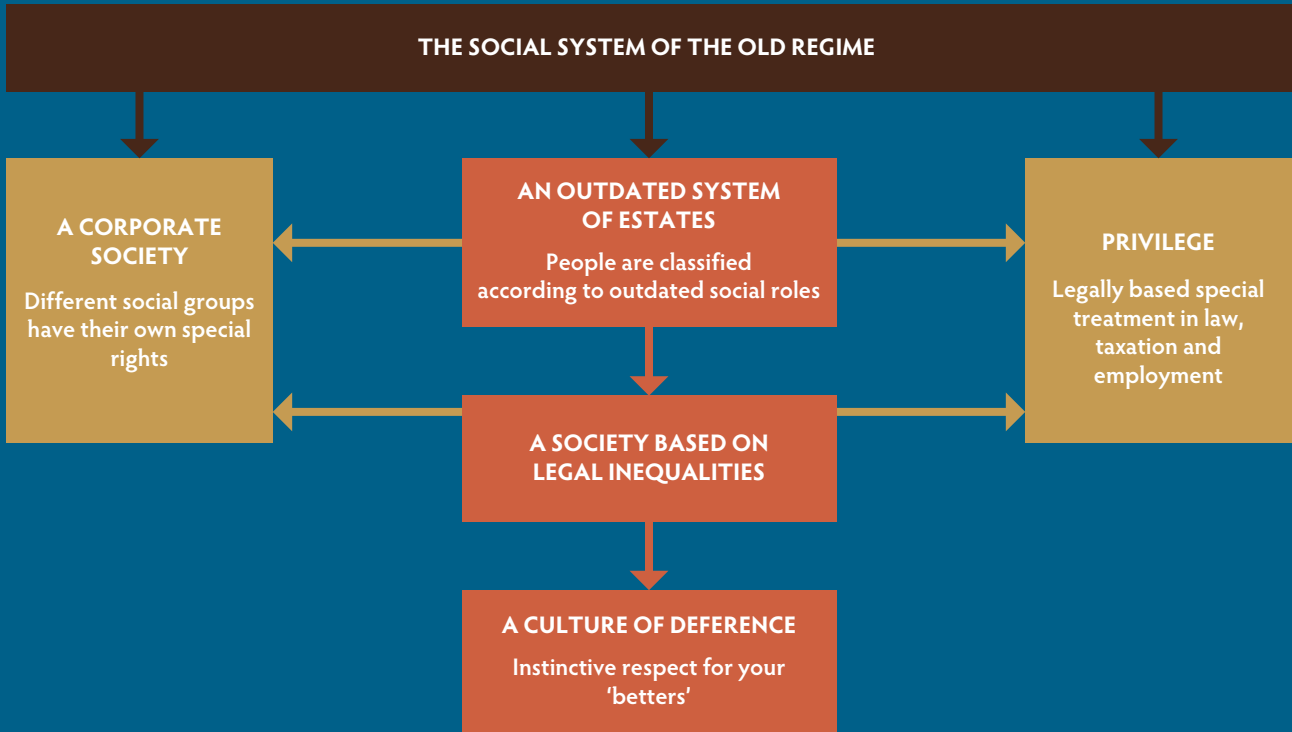 THE SOCIAL SYSTEM OF THE OLD REGIME
A CORPORATE
SOCIETY
Different social groups
have their own special
rights
AN OUTDATED SYSTEM
OF ESTATES
People are classified
according to outdated social roles
PRIVILEGE
Legally based special
treatment in law,
taxation and
employment
A SOCIETY BASED ON
LEGAL INEQUALITIES
A CULTURE OF DEFERENCE
Instinctive respect for your
‘betters’